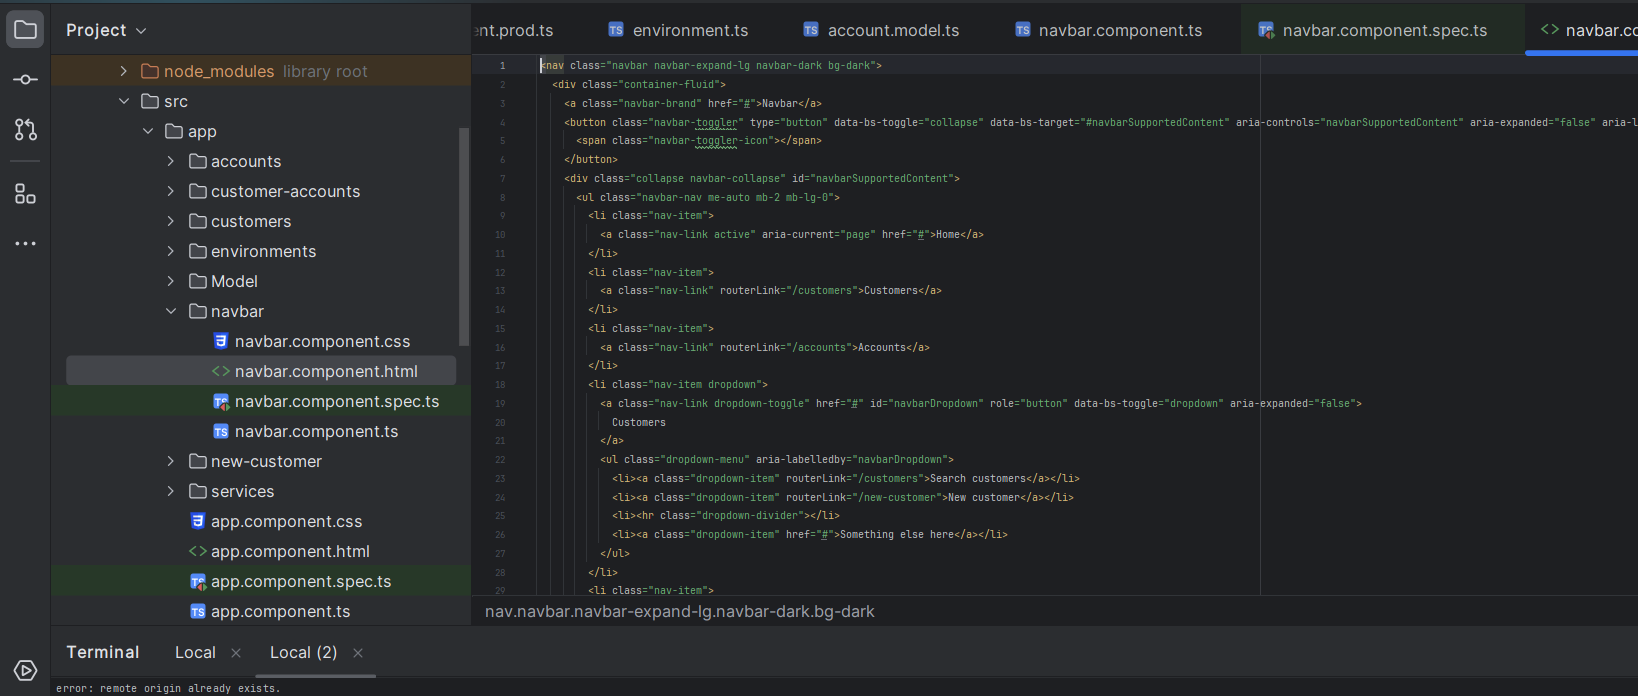 Project
node_modules library root
src
app
accounts
customer-accounts
customers
environments
Model
navbar
navbar.component.css
navbar.component.html
navbar.component.spec.ts
navbar.component.ts
new-customer
services
app.component.css
app.component.html
app.component.spec.ts
app.component.ts
ent.prod.ts environment.ts account.model.ts navbar.component.ts navbar.component.spec.ts navbar.co
1 <nav class="navbar navbar-expand-lg navbar-dark bg-dark">
2 <div class="container-fluid">
3 <a class="navbar-brand" href="#">Navbar</a>
4 <button class="navbar-toggler" type="button" data-bs-toggle="collapse" data-bs-target="#navbarSupportedContent" aria-controls="navbarSupportedContent" aria-expanded="false" aria-l
5 <span class="navbar-toggler-icon"></span>
6 </button>
7 <div class="collapse navbar-collapse" id="navbarSupportedContent">
8 <ul class="navbar-nav me-auto mb-2 mb-lg-0">
9 <li class="nav-item">
10 <a class="nav-link active" aria-current="page" href="#">Home</a>
11 </li>
12 <li class="nav-item">
13 <a class="nav-link" routerLink="/customers">Customers</a>
14 </li>
15 <li class="nav-item">
16 <a class="nav-link" routerLink="/accounts">Accounts</a>
17 </li>
18 <li class="nav-item dropdown">
19 <a class="nav-link dropdown-toggle" href="#" id="navbarDropdown" role="button" data-bs-toggle="dropdown" aria-expanded="false">
20 Customers
21 </a>
22 <ul class="dropdown-menu" aria-labelledby="navbarDropdown">
23 <li><a class="dropdown-item" routerLink="/customers">Search customers</a></li>
24 <li><a class="dropdown-item" routerLink="/new-customer">New customer</a></li>
25 <li><hr class="dropdown-divider"></li>
26 <li><a class="dropdown-item" href="#">Something else here</a></li>
27 </ul>
28 </li>
29 <li class="nav-item">
nav.navbar.navbar-expand-lg.navbar-dark.bg-dark
Terminal Local Local (2)
error: remote origin already exists.